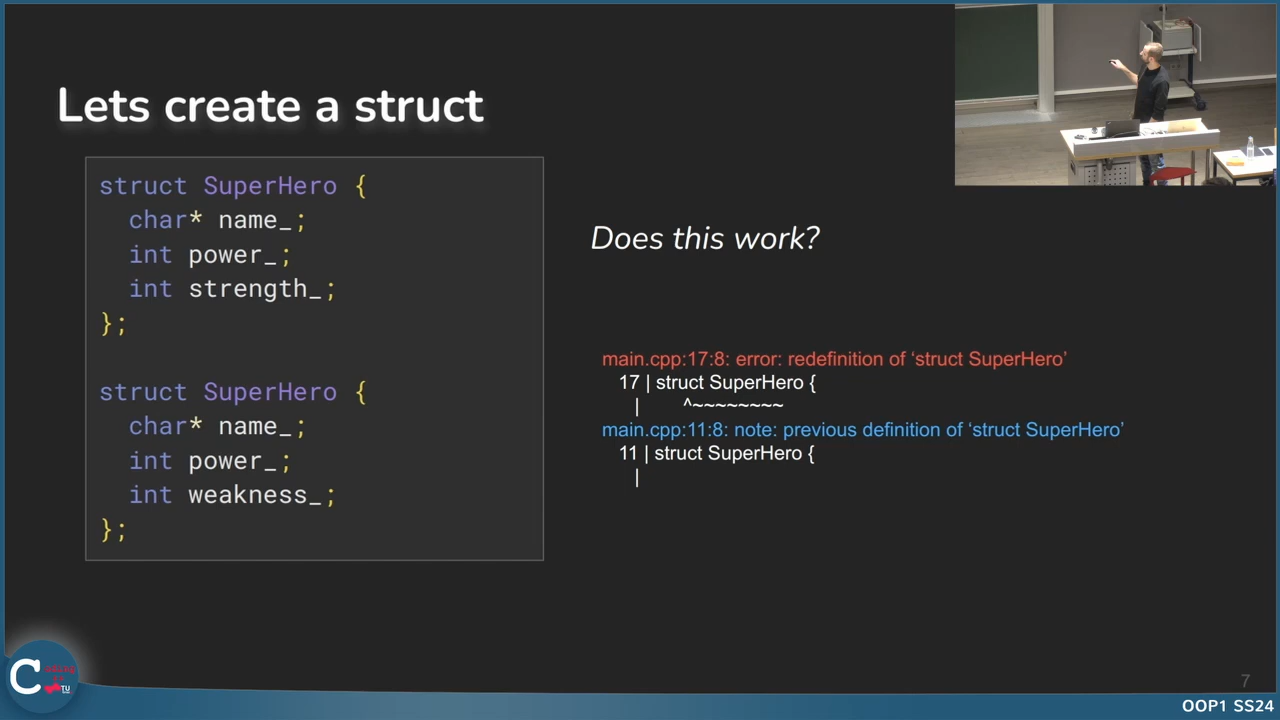 Lets create a struct
struct SuperHero {
char* name_;
int power_;
int strength_;
};
struct SuperHero {
char* name_;
int power_;
int weakness_;
};
Does this work?
main.cpp:17:8: error: redefinition of ‘struct SuperHero’
17 | struct SuperHero {
| ^~~~~~~~~
main.cpp:11:8: note: previous definition of ‘struct SuperHero’
11 | struct SuperHero {
|
C
TU
7
OOP1 SS24